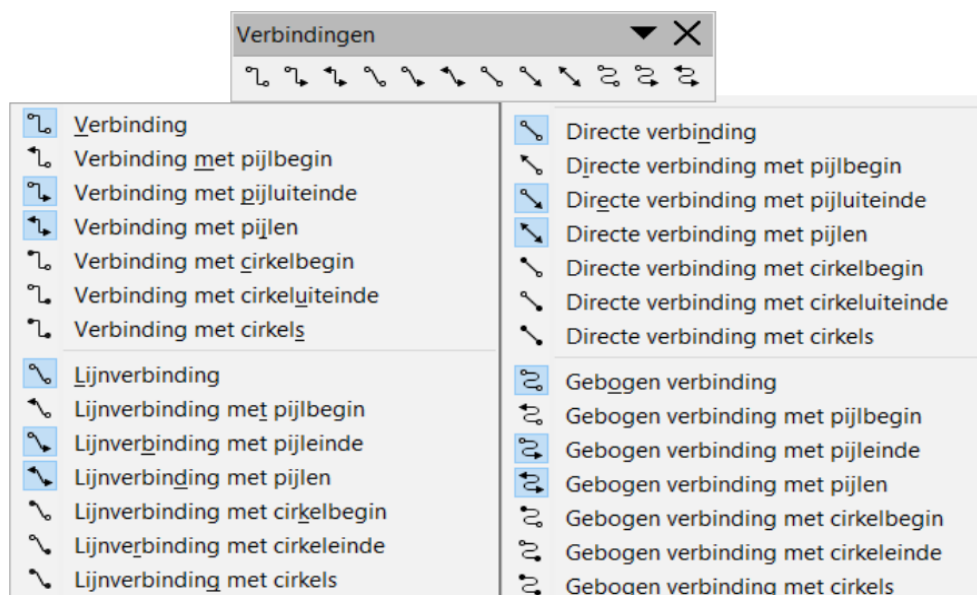 Verbindingen
Verbinding
Verbinding met pijlbegin
Verbinding met pijluiteinde
Verbinding met pijlen
Verbinding met cirkelbegin
Verbinding met cirkeluiteinde
Verbinding met cirkels
Lijnverbinding
Lijnverbinding met pijlbegin
Lijnverbinding met pijleinde
Lijnverbinding met pijlen
Lijnverbinding met cirkelbegin
Lijnverbinding met cirkeleinde
Lijnverbinding met cirkels
Directe verbinding
Directe verbinding met pijlbegin
Directe verbinding met pijluiteinde
Directe verbinding met pijlen
Directe verbinding met cirkelbegin
Directe verbinding met cirkeluiteinde
Directe verbinding met cirkels
Gebogen verbinding
Gebogen verbinding met pijlbegin
Gebogen verbinding met pijleinde
Gebogen verbinding met pijlen
Gebogen verbinding met cirkelbegin
Gebogen verbinding met cirkeleinde
Gebogen verbinding met cirkels